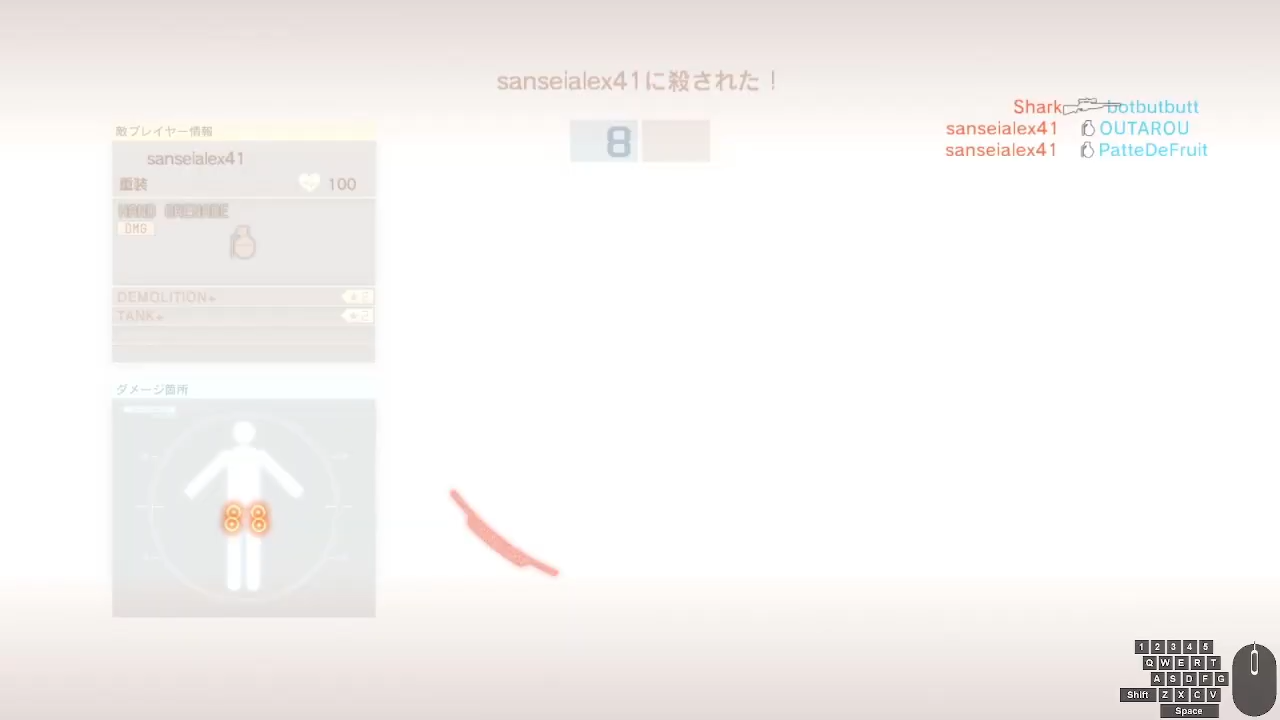 sanseialex41に殺された！
8
Shark botbutbutt
sanseialex41 OUTAROU
sanseialex41 PatteDeFruit
敵プレイヤー情報
sanseialex41
重装 100
HAND GRENADE
DMG
DEMOLITION+ ★2
TANK+ ★2
ダメージ箇所
1 2 3 4 5
Q W E R T
A S D F G
Shift Z X C V
Space